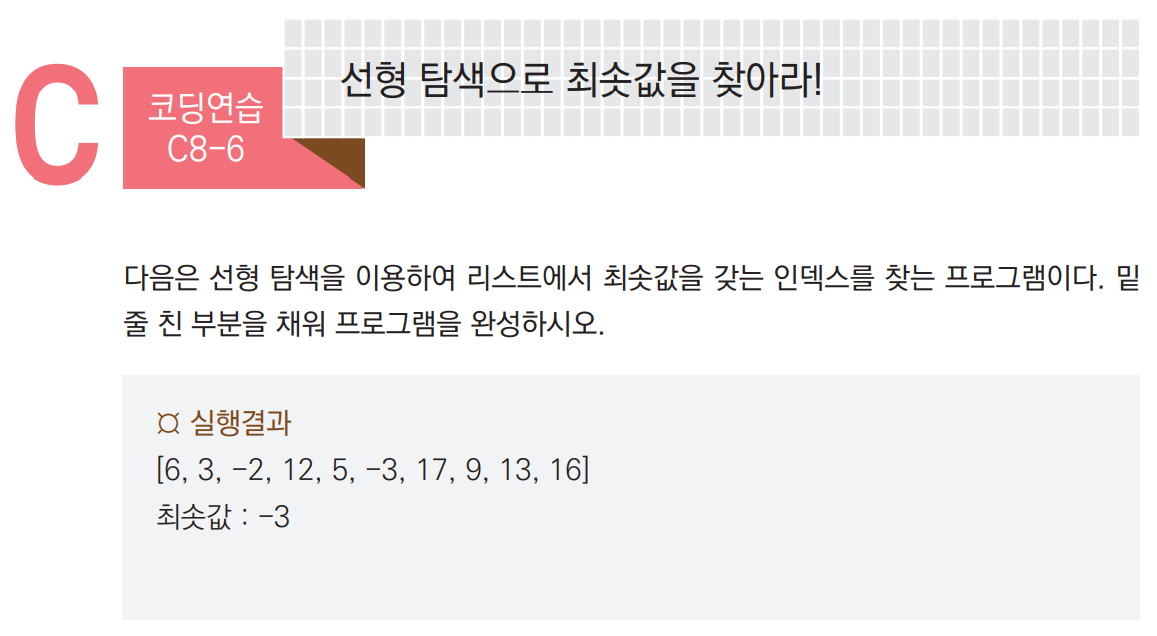 C
코딩연습
C8-6
선형 탐색으로 최솟값을 찾아라!
다음은 선형 탐색을 이용하여 리스트에서 최솟값을 갖는 인덱스를 찾는 프로그램이다. 밑
줄 친 부분을 채워 프로그램을 완성하시오.
¤ 실행결과
[6, 3, -2, 12, 5, -3, 17, 9, 13, 16]
최솟값 : -3